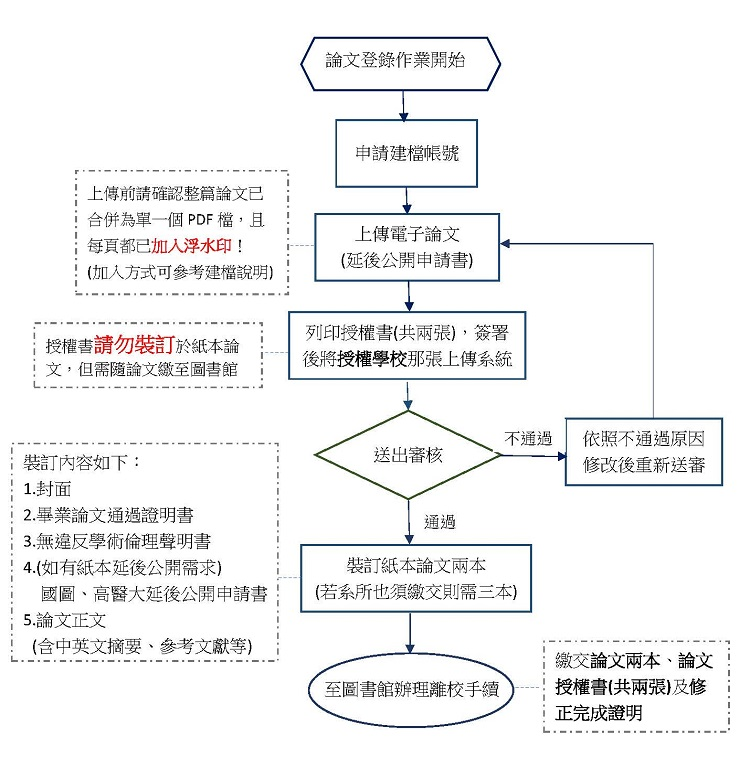 論文登錄作業開始
申請建檔帳號
上傳前請確認整篇論文已
合併為單一個 PDF 檔，且
每頁都已加入浮水印！
(加入方式可參考建檔說明)
上傳電子論文
(延後公開申請書)
授權書請勿裝訂於紙本論
文，但需隨論文繳至圖書館
列印授權書(共兩張)，簽署
後將授權學校那張上傳系統
送出審核
不通過
依照不通過原因
修改後重新送審
通過
裝訂內容如下：
1.封面
2.畢業論文通過證明書
3.無違反學術倫理聲明書
4.(如有紙本延後公開需求)
國圖、高醫大延後公開申請書
5.論文正文
(含中英文摘要、參考文獻等)
裝訂紙本論文兩本
(若系所也須繳交則需三本)
至圖書館辦理離校手續
繳交論文兩本、論文
授權書(共兩張)及修
正完成證明